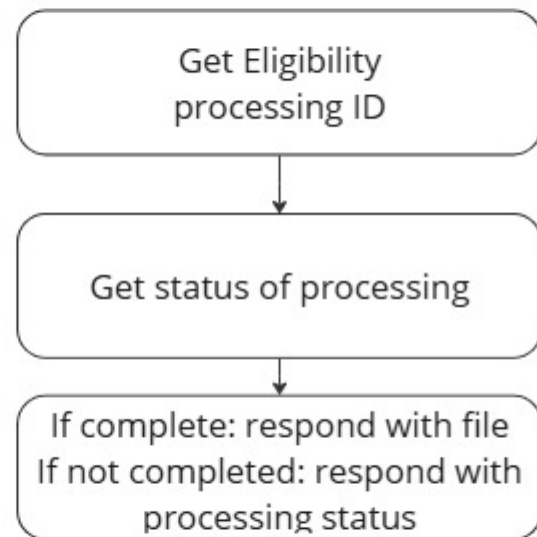 Get Eligibility
processing ID
Get status of processing
If complete: respond with file
If not completed: respond with
processing status